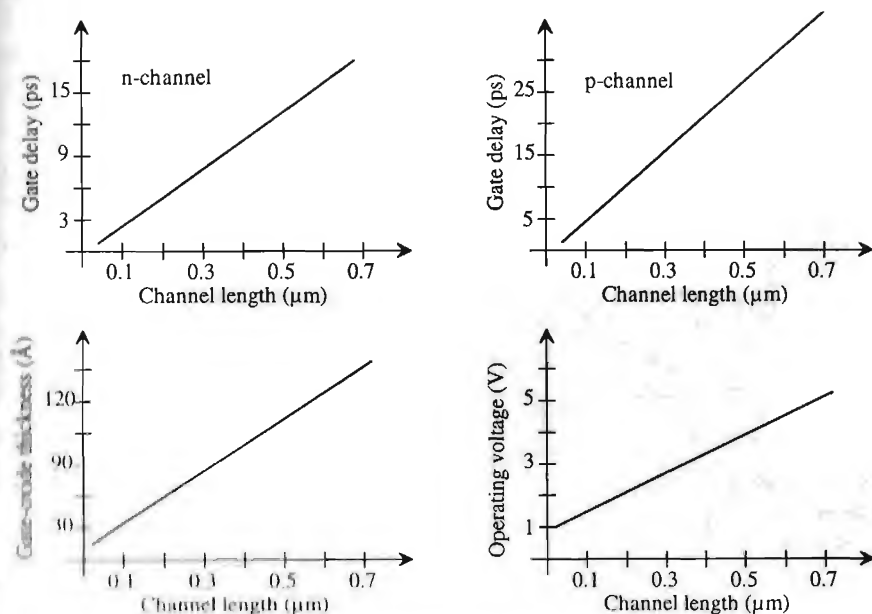 n-channel
Gate delay (ps)
15
9
3
0.1 0.3 0.5 0.7
Channel length (µm)
p-channel
Gate delay (ps)
25
15
5
0.1 0.3 0.5 0.7
Channel length (µm)
Gate-oxide thickness (Å)
120
90
30
0.1 0.3 0.5 0.7
Channel length (µm)
Operating voltage (V)
5
3
1
0.1 0.3 0.5 0.7
Channel length (µm)